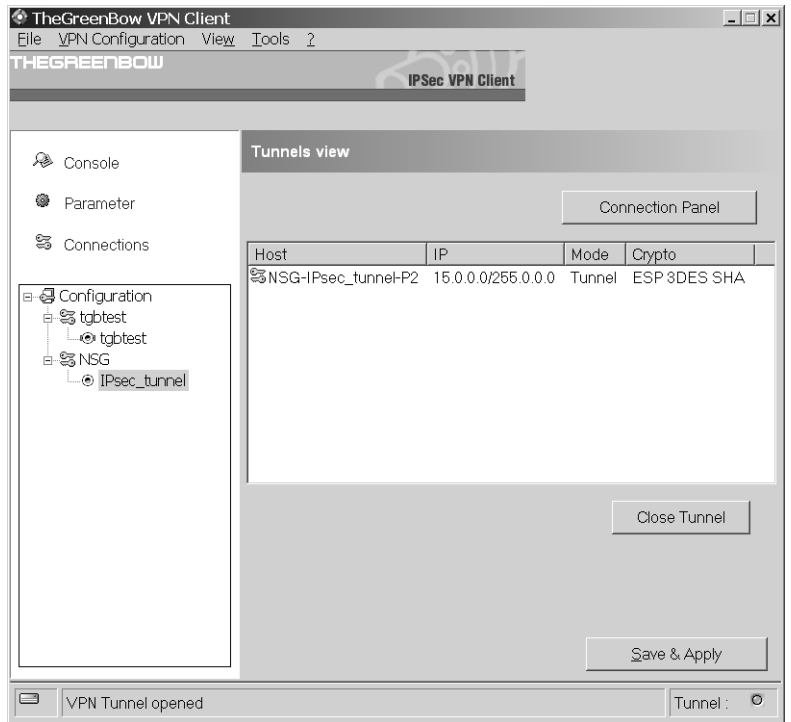 TheGreenBow VPN Client
File VPN Configuration View Tools ?
THEGREENBOW
IPSec VPN Client
Console
Parameter
Connections
Configuration
tgbtest
tgbtest
NSG
IPsec_tunnel
Tunnels view
Connection Panel
Host IP Mode Crypto
NSG-IPsec_tunnel-P2 15.0.0.0/255.0.0.0 Tunnel ESP 3DES SHA
Close Tunnel
Save & Apply
VPN Tunnel opened Tunnel :